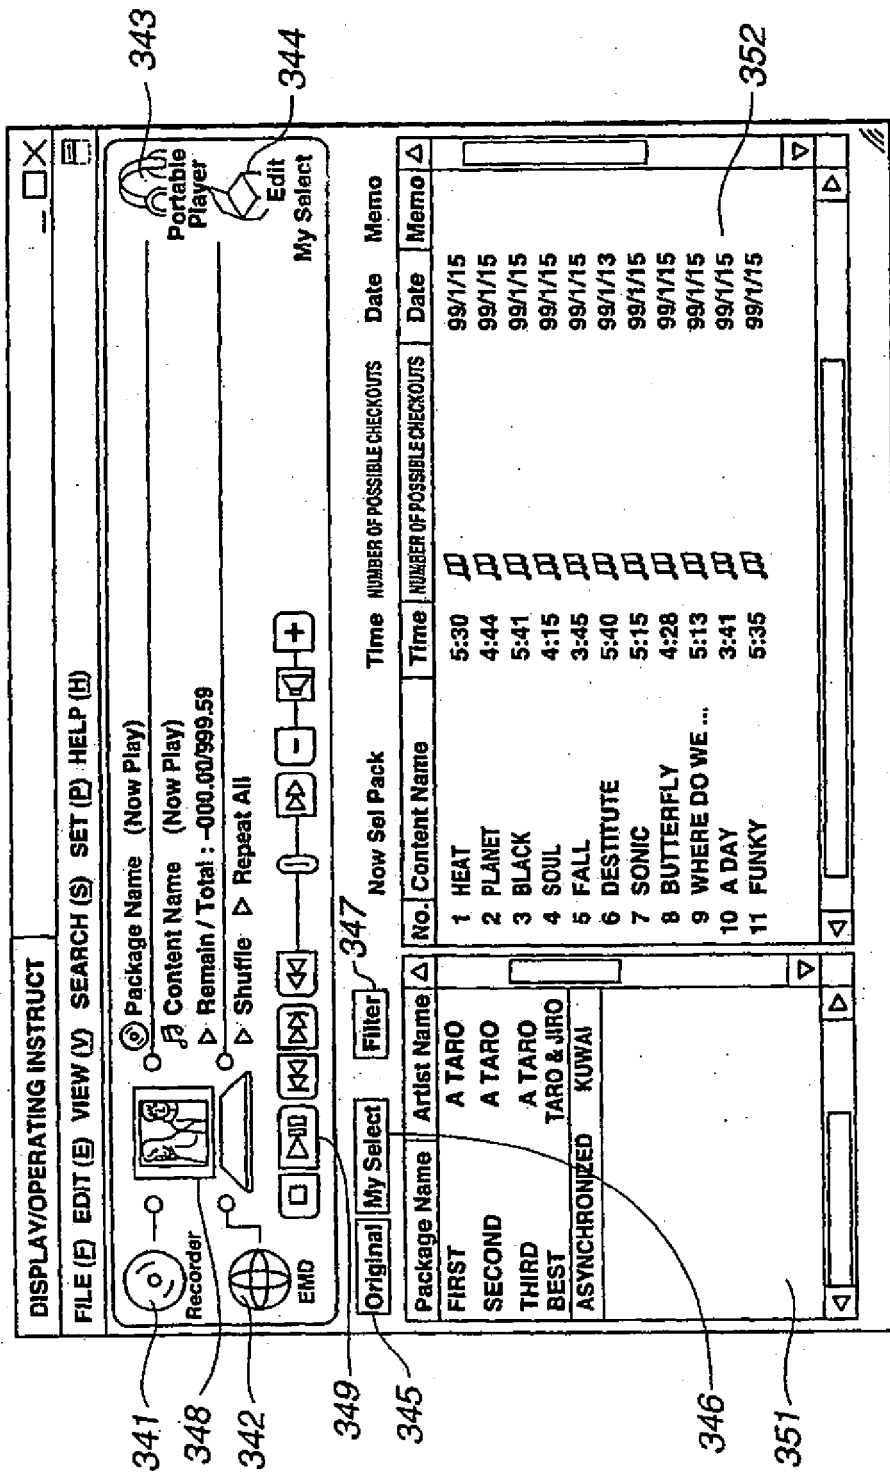 DISPLAY/OPERATING INSTRUCT
FILE (F) EDIT (E) VIEW (V) SEARCH (S) SET (P) HELP (H)
341
Recorder
348
342
EMD
Package Name (Now Play)
Content Name (Now Play)
Remain / Total : –000.00/999.59
Shuffle ▷ Repeat All
Portable
Player
343
344
Edit
My Select
349
345
Original
My Select
346
Filter
347
Now Sel Pack Time NUMBER OF POSSIBLE CHECKOUTS Date Memo
Package Name Artist Name
FIRST A TARO
SECOND A TARO
THIRD A TARO
BEST TARO & JIRO
ASYNCHRONIZED KUWAI
351
No. Content Name Time NUMBER OF POSSIBLE CHECKOUTS Date Memo
1 HEAT 5:30 99/1/15
2 PLANET 4:44 99/1/15
3 BLACK 5:41 99/1/15
4 SOUL 4:15 99/1/15
5 FALL 3:45 99/1/15
6 DESTITUTE 5:40 99/1/13
7 SONIC 5:15 99/1/15
8 BUTTERFLY 4:28 99/1/15
9 WHERE DO WE ... 5:13 99/1/15
10 A DAY 3:41 99/1/15
11 FUNKY 5:35 99/1/15
352